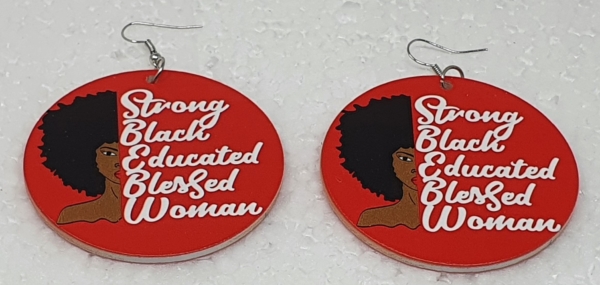 Strong
Black
Educated
Blessed
Woman
Strong
Black
Educated
Blessed
Woman